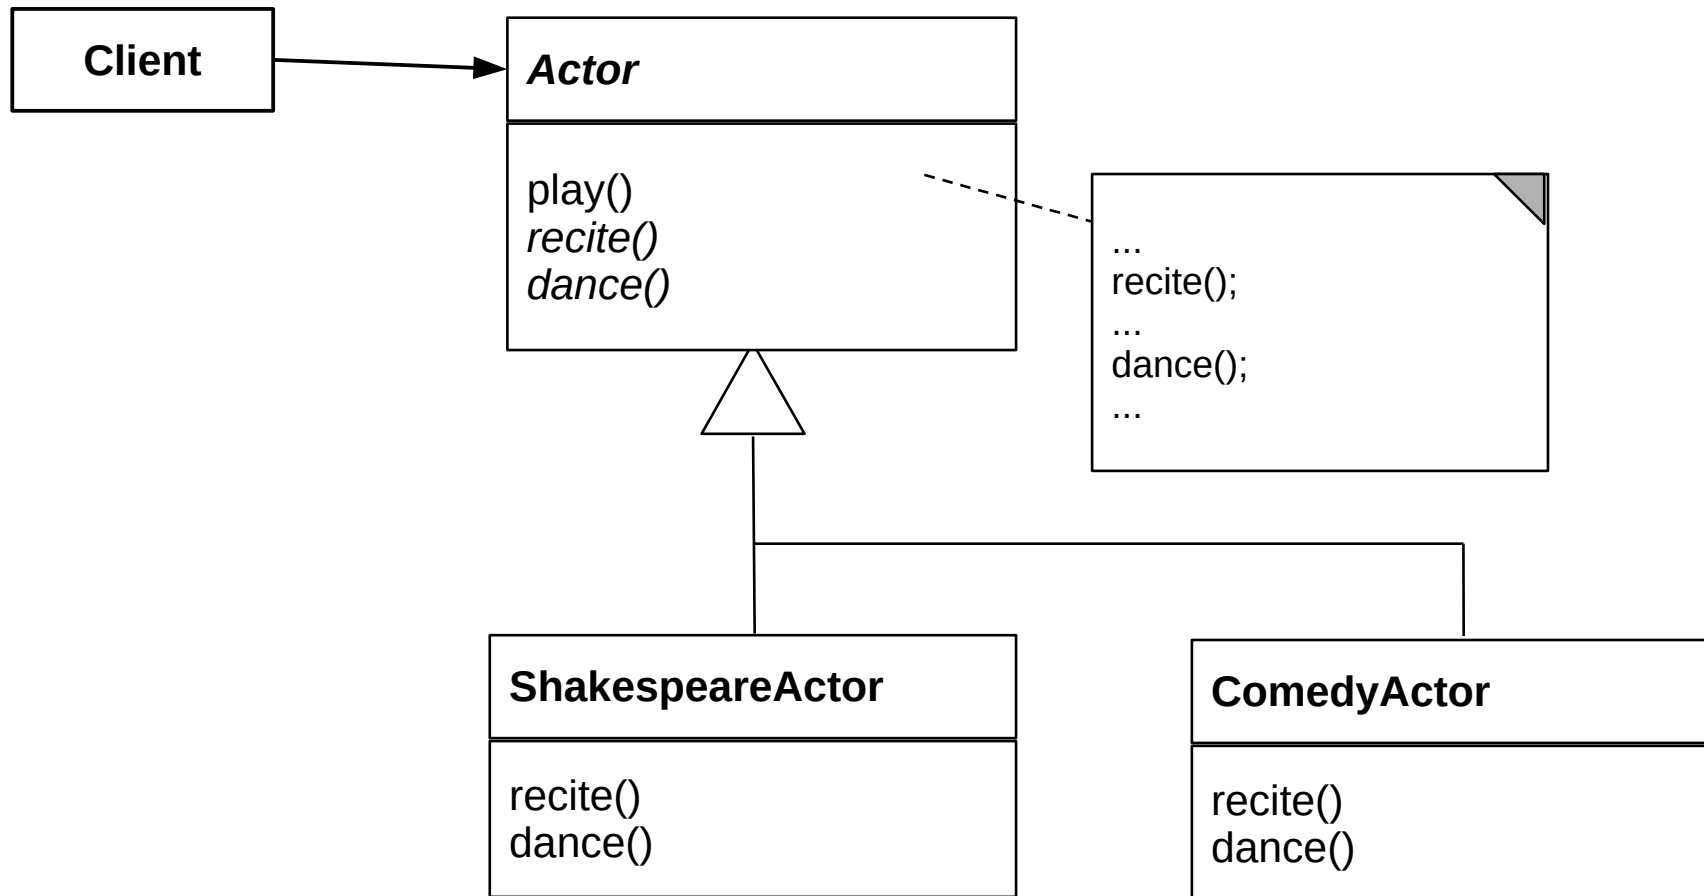 Client
Actor
play()
recite()
dance()
...
recite();
...
dance();
...
ShakespeareActor
recite()
dance()
ComedyActor
recite()
dance()